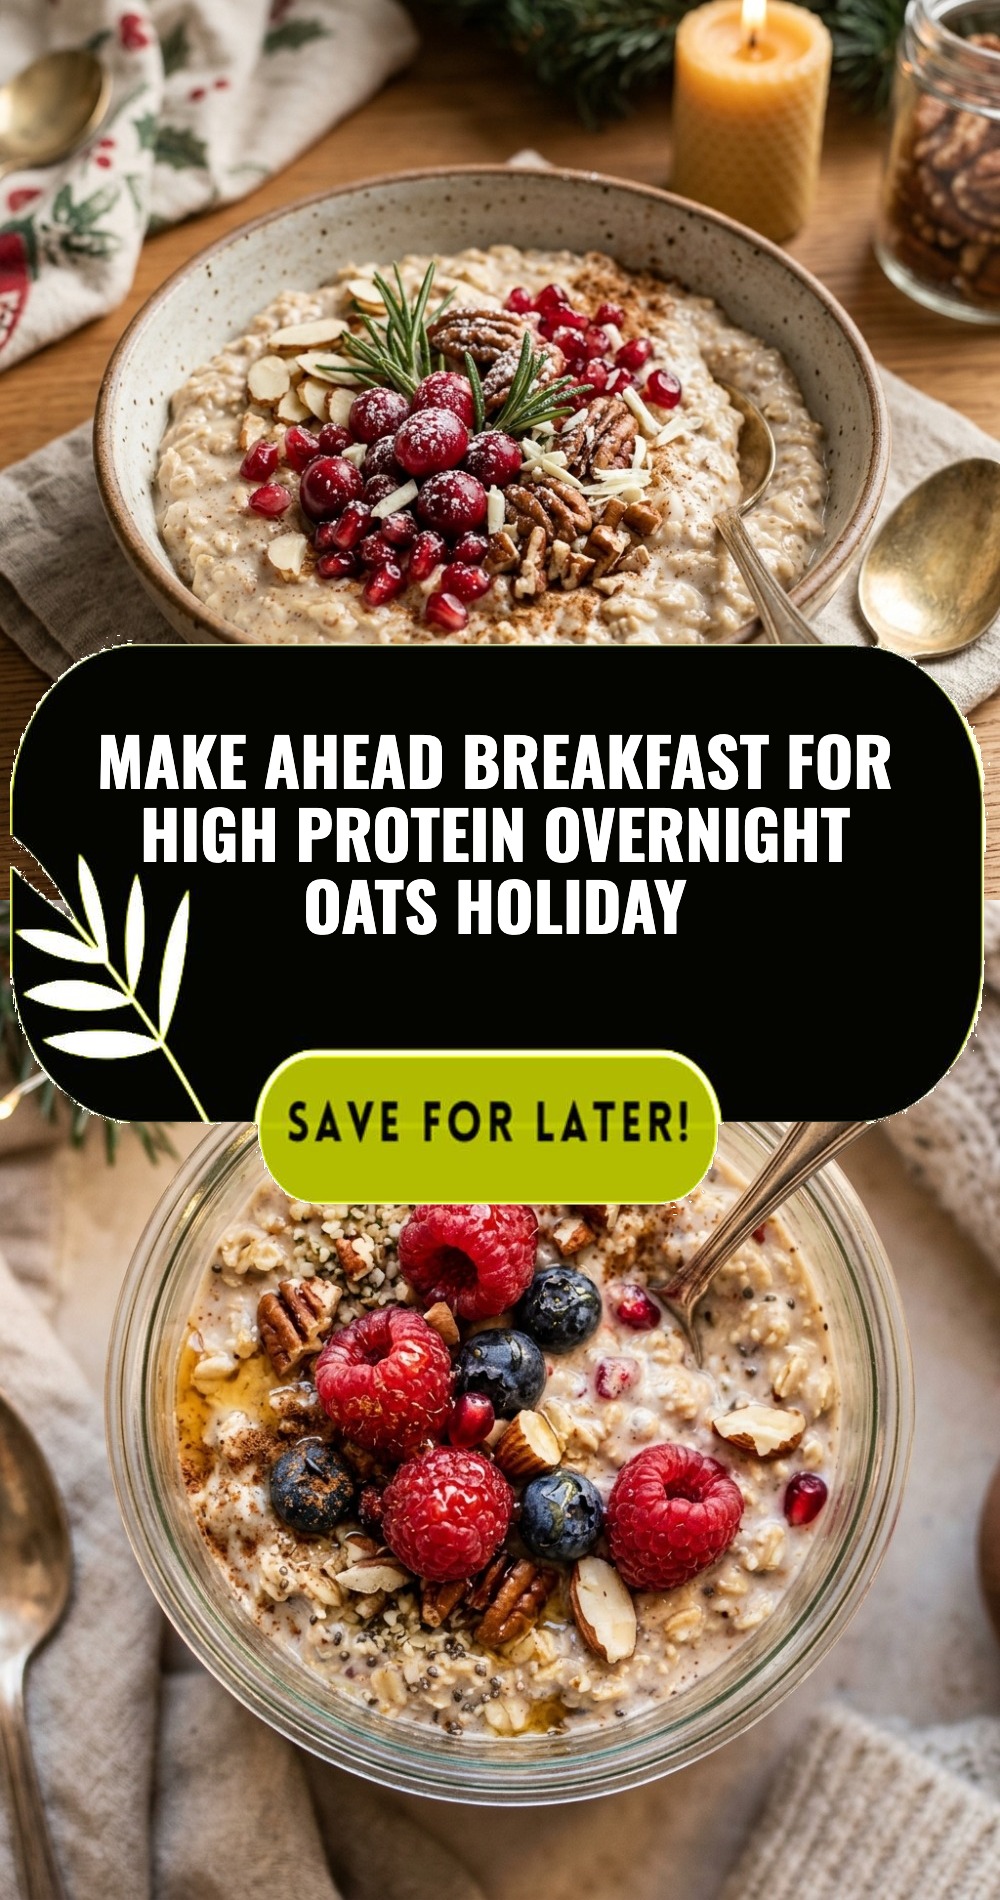 MAKE AHEAD BREAKFAST FOR
HIGH PROTEIN OVERNIGHT
OATS HOLIDAY
SAVE FOR LATER!